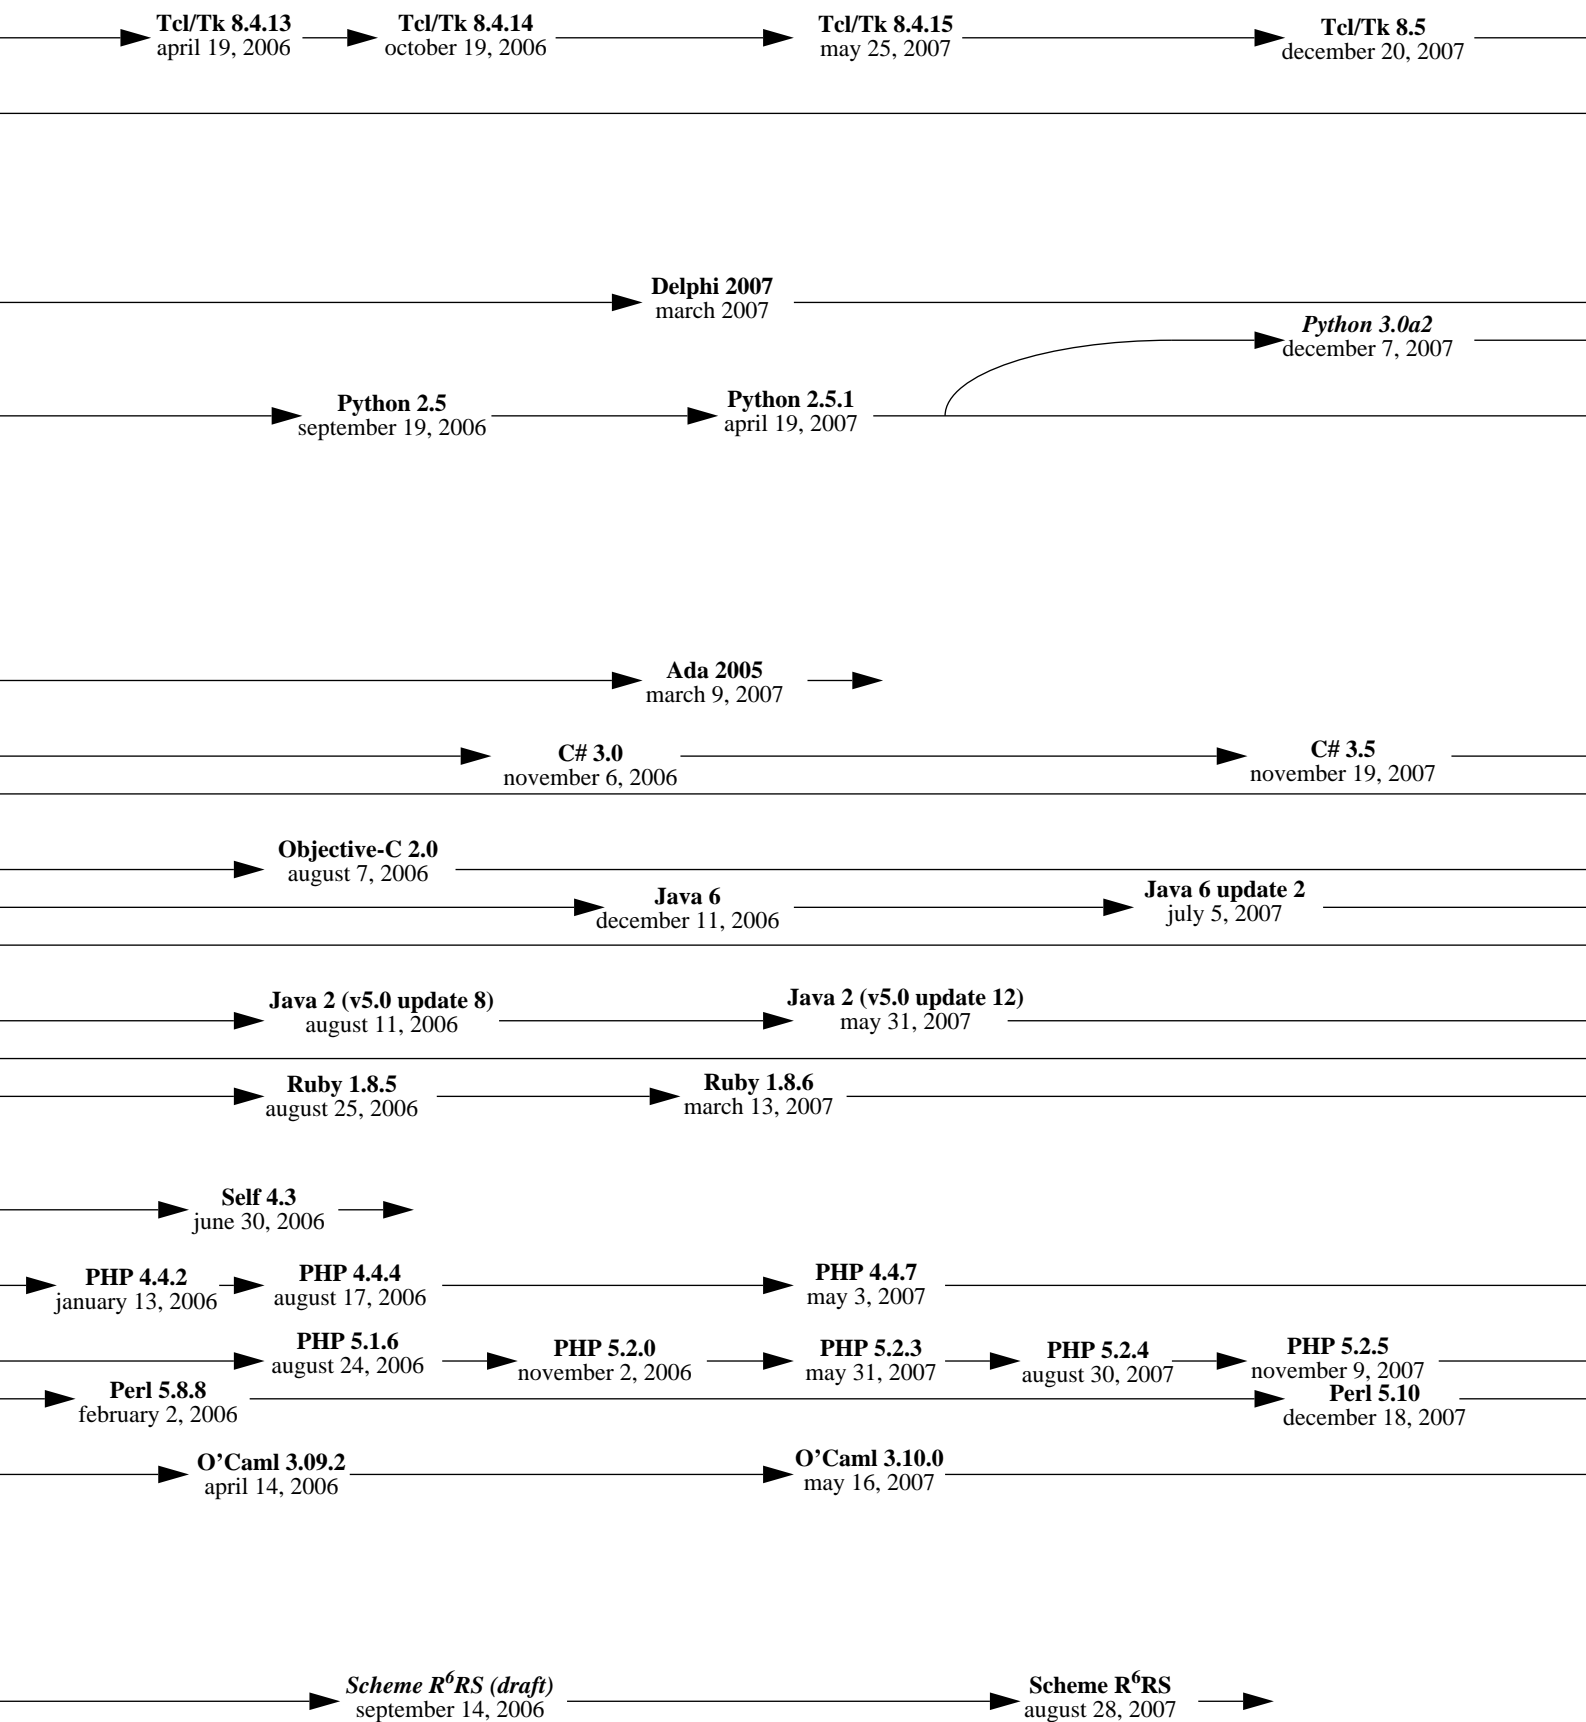 Tcl/Tk 8.4.13
april 19, 2006
Tcl/Tk 8.4.14
october 19, 2006
Tcl/Tk 8.4.15
may 25, 2007
Tcl/Tk 8.5
december 20, 2007
Delphi 2007
march 2007
Python 3.0a2
december 7, 2007
Python 2.5
september 19, 2006
Python 2.5.1
april 19, 2007
Ada 2005
march 9, 2007
C# 3.0
november 6, 2006
C# 3.5
november 19, 2007
Objective-C 2.0
august 7, 2006
Java 6
december 11, 2006
Java 6 update 2
july 5, 2007
Java 2 (v5.0 update 8)
august 11, 2006
Java 2 (v5.0 update 12)
may 31, 2007
Ruby 1.8.5
august 25, 2006
Ruby 1.8.6
march 13, 2007
Self 4.3
june 30, 2006
PHP 4.4.2
january 13, 2006
PHP 4.4.4
august 17, 2006
PHP 4.4.7
may 3, 2007
PHP 5.1.6
august 24, 2006
PHP 5.2.0
november 2, 2006
PHP 5.2.3
may 31, 2007
PHP 5.2.4
august 30, 2007
PHP 5.2.5
november 9, 2007
Perl 5.8.8
february 2, 2006
Perl 5.10
december 18, 2007
O’Caml 3.09.2
april 14, 2006
O’Caml 3.10.0
may 16, 2007
Scheme R⁶RS (draft)
september 14, 2006
Scheme R⁶RS
august 28, 2007